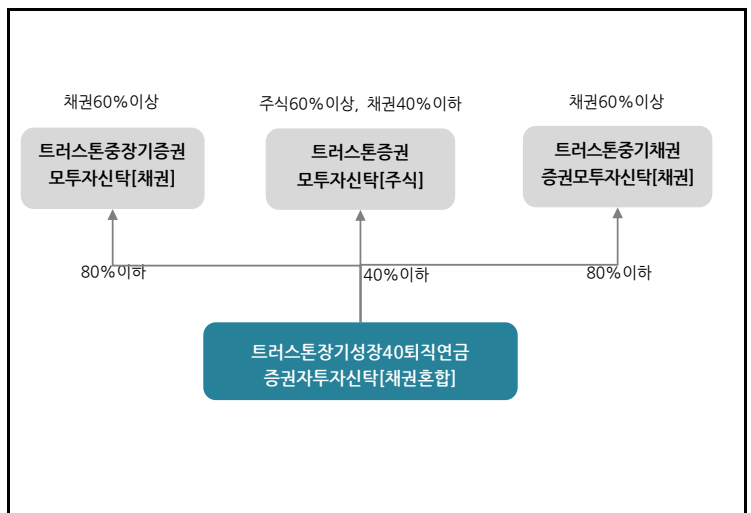 채권60%이상
주식60%이상, 채권40%이하
채권60%이상
트러스톤중장기증권
모투자신탁[채권]
트러스톤증권
모투자신탁[주식]
트러스톤중기채권
증권모투자신탁[채권]
80%이하
40%이하
80%이하
트러스톤장기성장40퇴직연금
증권자투자신탁[채권혼합]